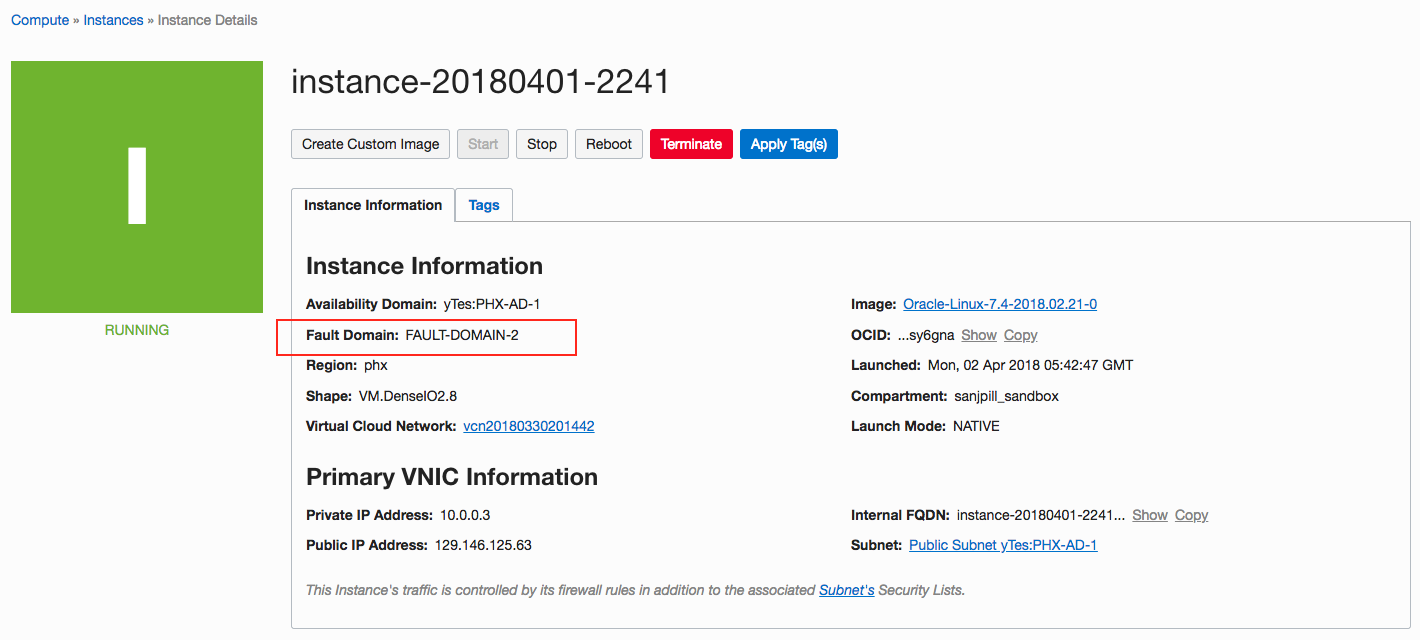 Compute » Instances » Instance Details
I
RUNNING
instance-20180401-2241
Create Custom Image Start Stop Reboot Terminate Apply Tag(s)
Instance Information Tags
Instance Information
Availability Domain: yTes:PHX-AD-1
Fault Domain: FAULT-DOMAIN-2
Region: phx
Shape: VM.DenseIO2.8
Virtual Cloud Network: vcn20180330201442
Image: Oracle-Linux-7.4-2018.02.21-0
OCID: ...sy6gna Show Copy
Launched: Mon, 02 Apr 2018 05:42:47 GMT
Compartment: sanjpill_sandbox
Launch Mode: NATIVE
Primary VNIC Information
Private IP Address: 10.0.0.3
Public IP Address: 129.146.125.63
Internal FQDN: instance-20180401-2241... Show Copy
Subnet: Public Subnet yTes:PHX-AD-1
This Instance's traffic is controlled by its firewall rules in addition to the associated Subnet's Security Lists.